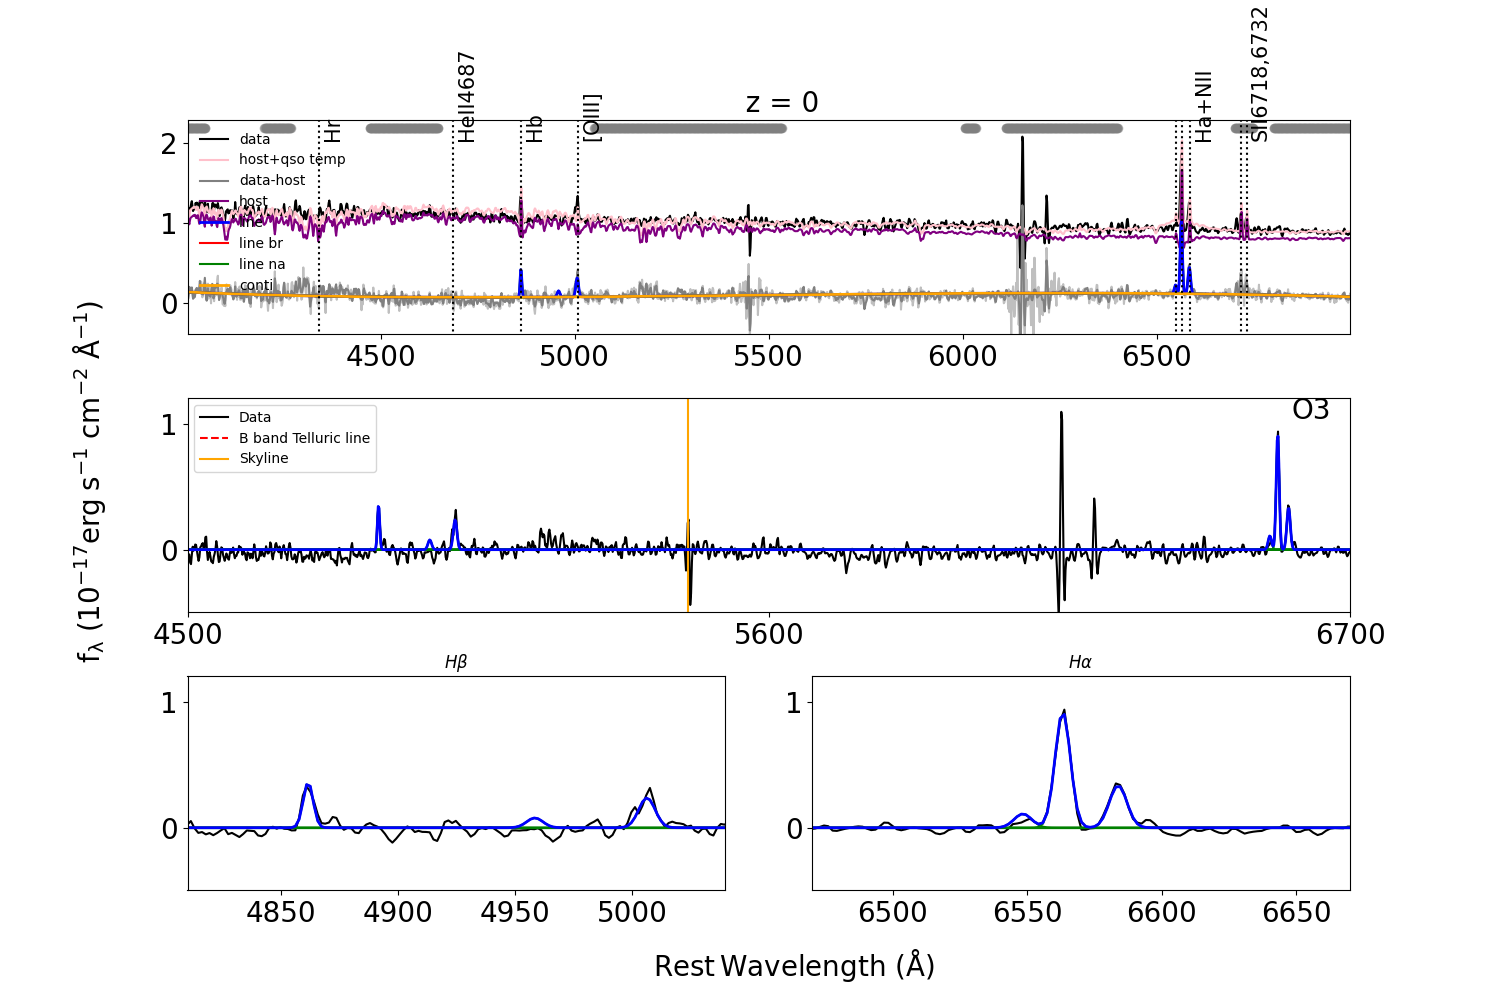 z = 0
Hr
HeII4687
Hb
[OIII]
Ha+NII
SII6718,6732
data
host+qso temp
data-host
host
line
line br
line na
conti
2
1
0
4500 5000 5500 6000 6500
O3
Data
B band Telluric line
Skyline
1
0
4500 5600 6700
fλ (10⁻¹⁷erg s⁻¹ cm⁻² Å⁻¹)
Hβ
1
0
4850 4900 4950 5000
Hα
1
0
6500 6550 6600 6650
Rest Wavelength (Å)